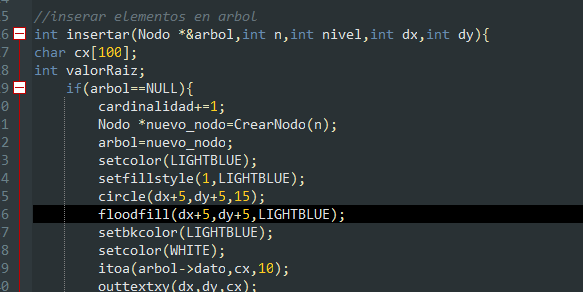 5 //inserar elementos en arbol
6 int insertar(Nodo *&arbol,int n,int nivel,int dx,int dy){
7 char cx[100];
8 int valorRaiz;
9 if(arbol==NULL){
0 cardinalidad+=1;
1 Nodo *nuevo_nodo=CrearNodo(n);
2 arbol=nuevo_nodo;
3 setcolor(LIGHTBLUE);
4 setfillstyle(1,LIGHTBLUE);
5 circle(dx+5,dy+5,15);
6 floodfill(dx+5,dy+5,LIGHTBLUE);
7 setbkcolor(LIGHTBLUE);
8 setcolor(WHITE);
9 itoa(arbol->dato,cx,10);
0 outtextxy(dx,dy,cx);